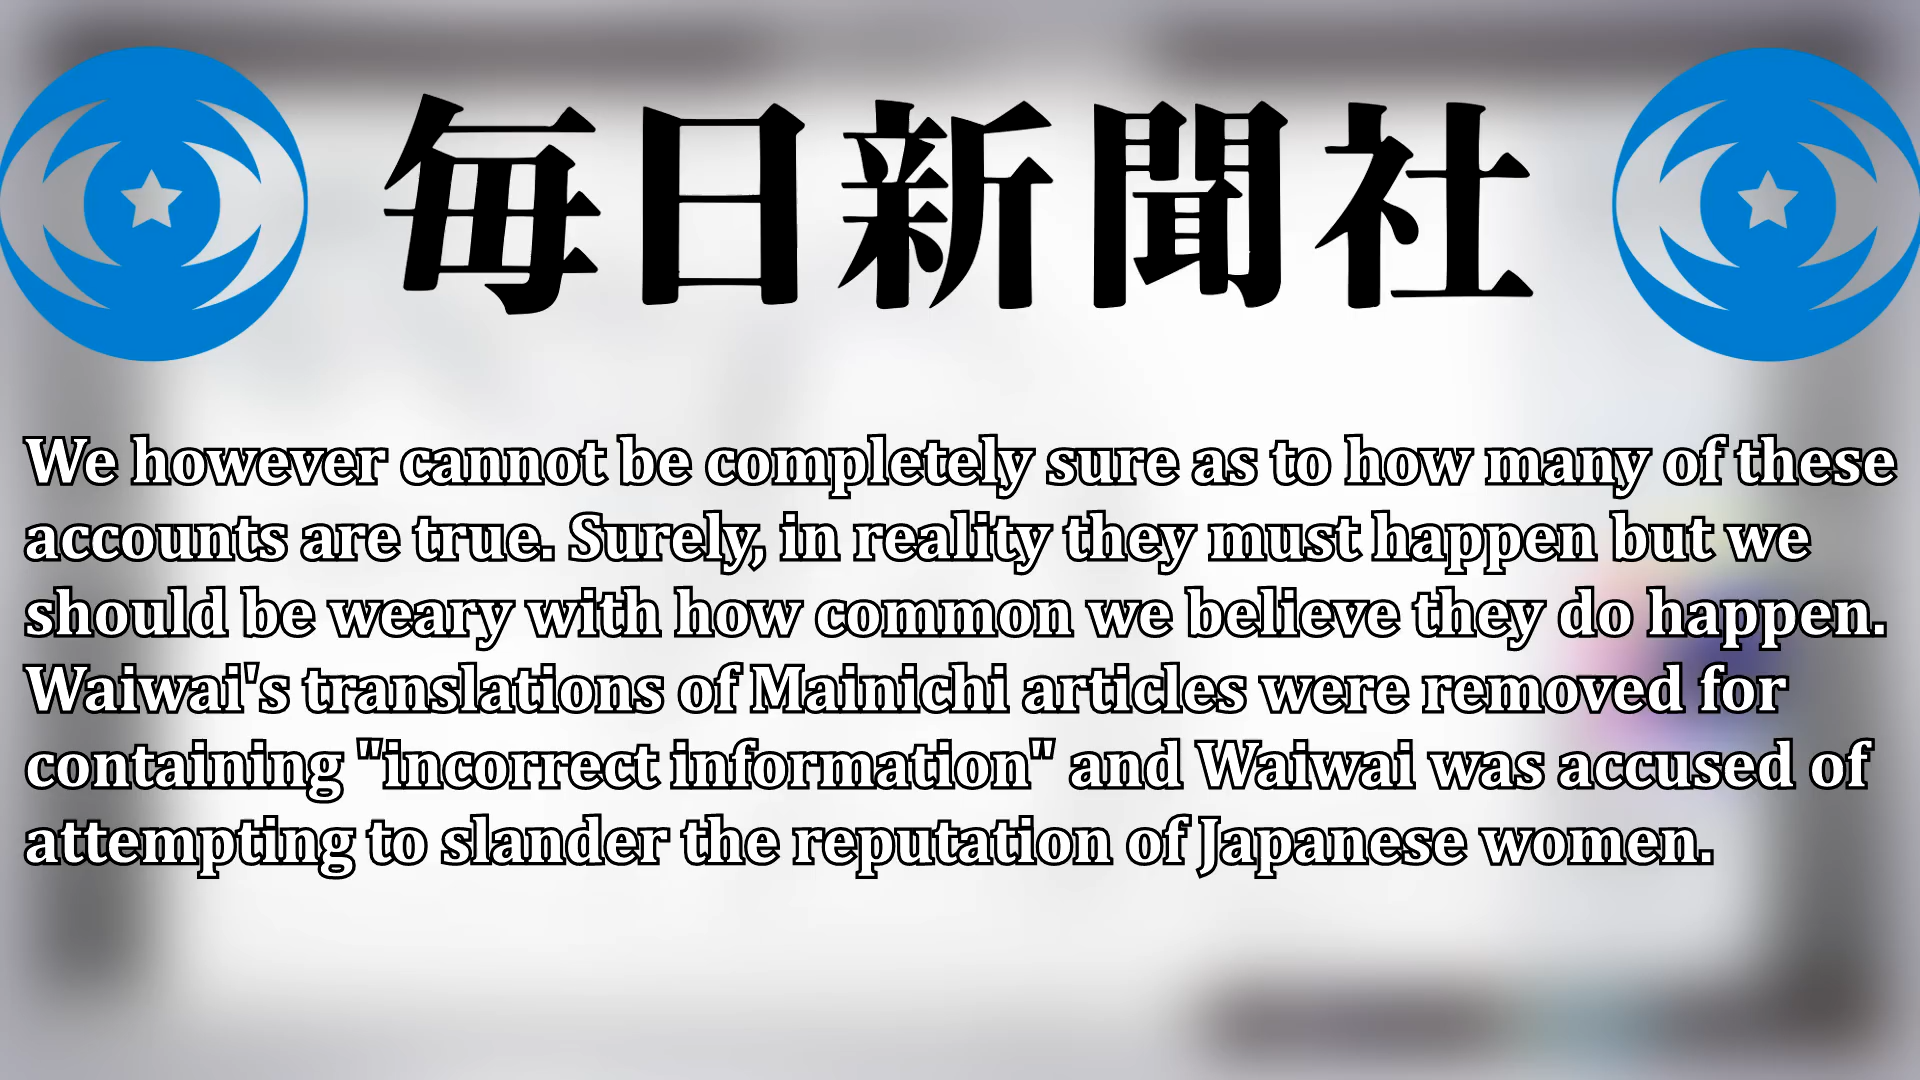 毎日新聞社
We however cannot be completely sure as to how many of these
accounts are true. Surely, in reality they must happen but we
should be weary with how common we believe they do happen.
Waiwai's translations of Mainichi articles were removed for
containing "incorrect information" and Waiwai was accused of
attempting to slander the reputation of Japanese women.